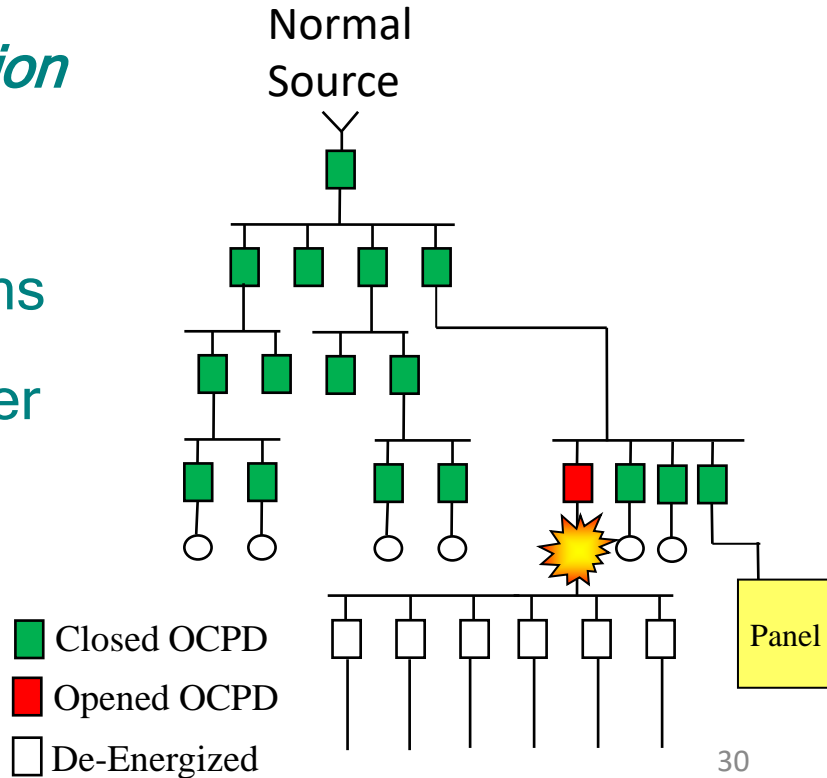 Normal
Source
ion
ns
er
Panel
Closed OCPD
Opened OCPD
De-Energized
30